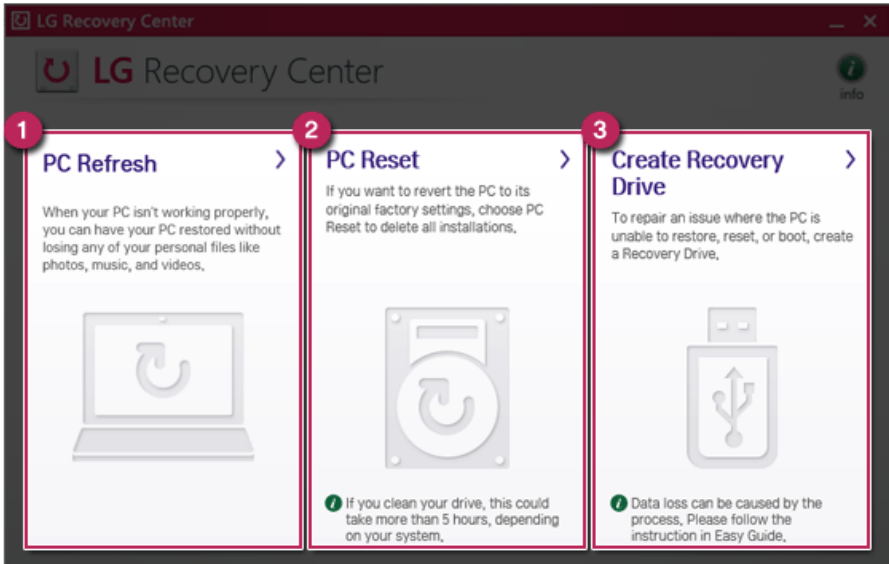 LG Recovery Center
LG Recovery Center
info
1
PC Refresh
When your PC isn't working properly,
you can have your PC restored without
losing any of your personal files like
photos, music, and videos.
2
PC Reset
If you want to revert the PC to its
original factory settings, choose PC
Reset to delete all installations.
i If you clean your drive, this could
take more than 5 hours, depending
on your system.
3
Create Recovery
Drive
To repair an issue where the PC is
unable to restore, reset, or boot, create
a Recovery Drive.
i Data loss can be caused by the
process. Please follow the
instruction in Easy Guide.